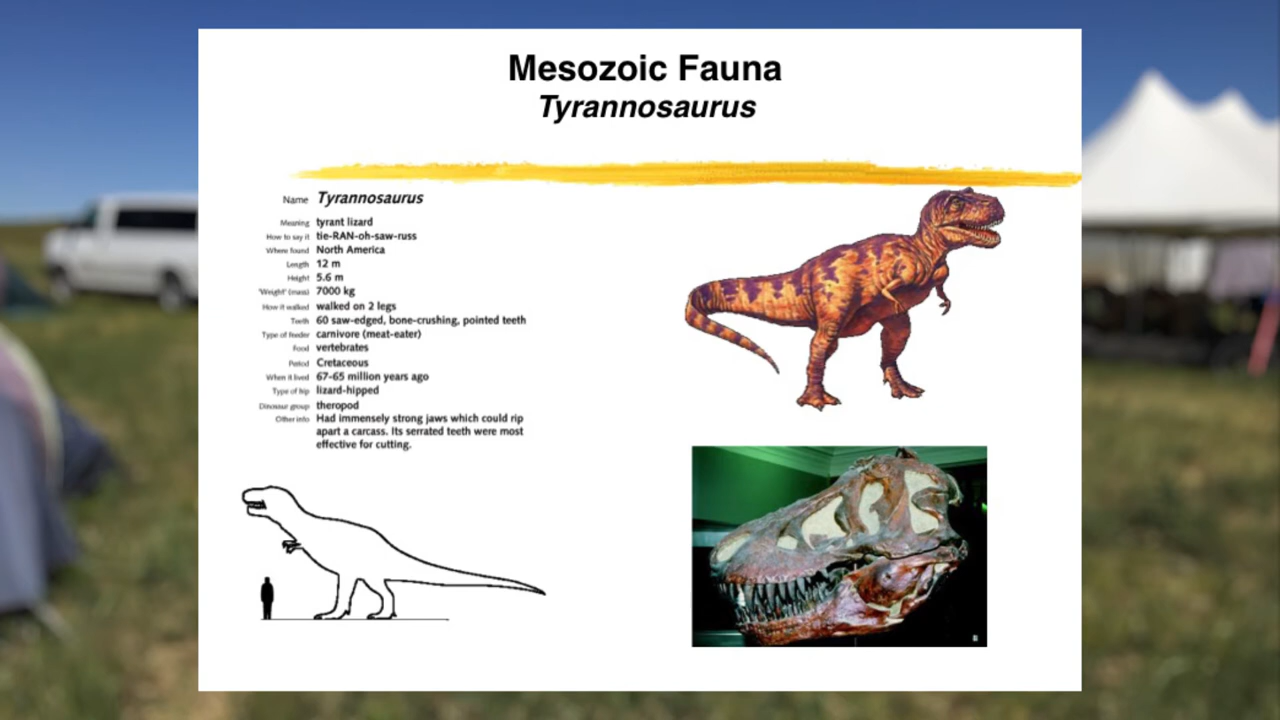 Mesozoic Fauna
Tyrannosaurus
Name Tyrannosaurus
Meaning tyrant lizard
How to say it tie-RAN-oh-saw-russ
Where found North America
Length 12 m
Height 5.6 m
'Weight' (mass) 7000 kg
How it walked walked on 2 legs
Teeth 60 saw-edged, bone-crushing, pointed teeth
Type of feeder carnivore (meat-eater)
Food vertebrates
Period Cretaceous
When it lived 67-65 million years ago
Type of hip lizard-hipped
Dinosaur group theropod
Other info Had immensely strong jaws which could rip
apart a carcass. Its serrated teeth were most
effective for cutting.